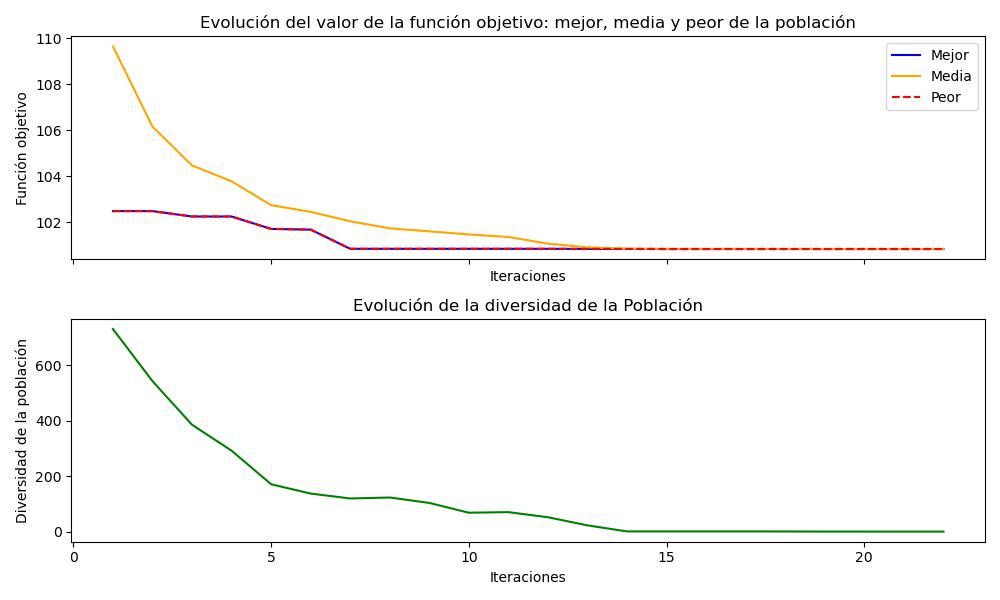 Evolución del valor de la función objetivo: mejor, media y peor de la población
110
108
106
104
102
Función objetivo
Mejor
Media
Peor
Iteraciones
Evolución de la diversidad de la Población
600
400
200
0
Diversidad de la población
0 5 10 15 20
Iteraciones